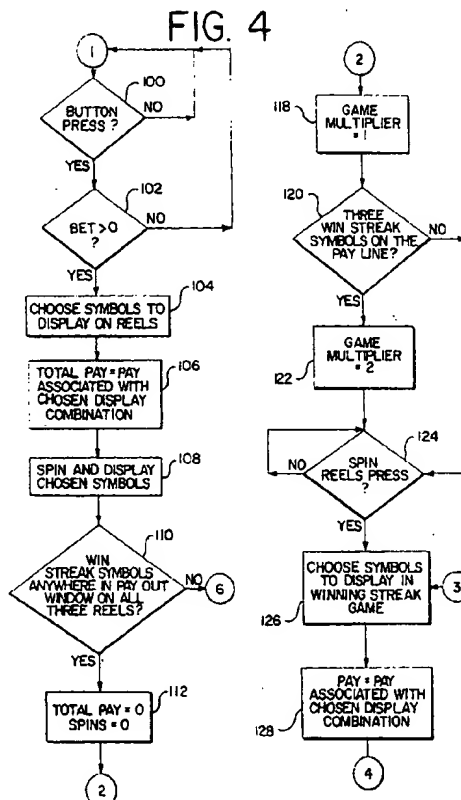 FIG. 4
1
100
BUTTON
PRESS ?
NO
YES
102
BET>0
?
NO
YES
104
CHOOSE SYMBOLS TO
DISPLAY ON REELS
106
TOTAL PAY = PAY
ASSOCIATED WITH
CHOSEN DISPLAY
COMBINATION
108
SPIN AND DISPLAY
CHOSEN SYMBOLS
110
WIN
STREAK SYMBOLS
ANYWHERE IN PAY OUT
WINDOW ON ALL
THREE REELS?
NO
6
YES
112
TOTAL PAY = 0
SPINS = 0
2
2
118
GAME
MULTIPLIER
= 1
120
THREE
WIN STREAK
SYMBOLS ON THE
PAY LINE?
NO
YES
GAME
MULTIPLIER
= 2
122
124
SPIN
REELS PRESS
?
NO
YES
CHOOSE SYMBOLS
TO DISPLAY IN
WINNING STREAK
GAME
126
3
PAY = PAY
ASSOCIATED WITH
CHOSEN DISPLAY
COMBINATION
128
4